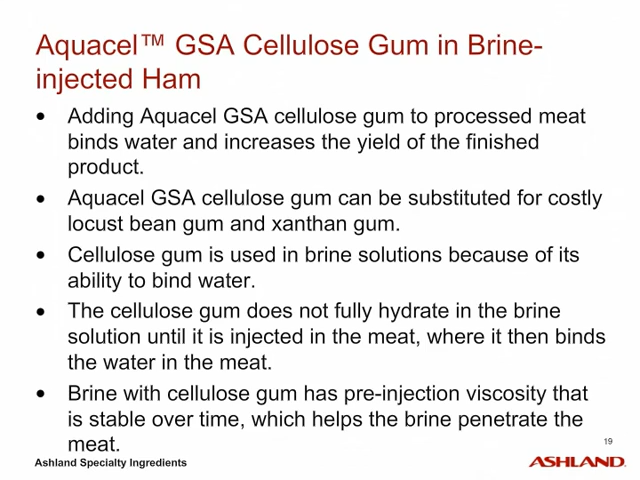 Aquacel™ GSA Cellulose Gum in Brine-
injected Ham
• Adding Aquacel GSA cellulose gum to processed meat
binds water and increases the yield of the finished
product.
• Aquacel GSA cellulose gum can be substituted for costly
locust bean gum and xanthan gum.
• Cellulose gum is used in brine solutions because of its
ability to bind water.
• The cellulose gum does not fully hydrate in the brine
solution until it is injected in the meat, where it then binds
the water in the meat.
• Brine with cellulose gum has pre-injection viscosity that
is stable over time, which helps the brine penetrate the
meat.
19
Ashland Specialty Ingredients
ASHLAND